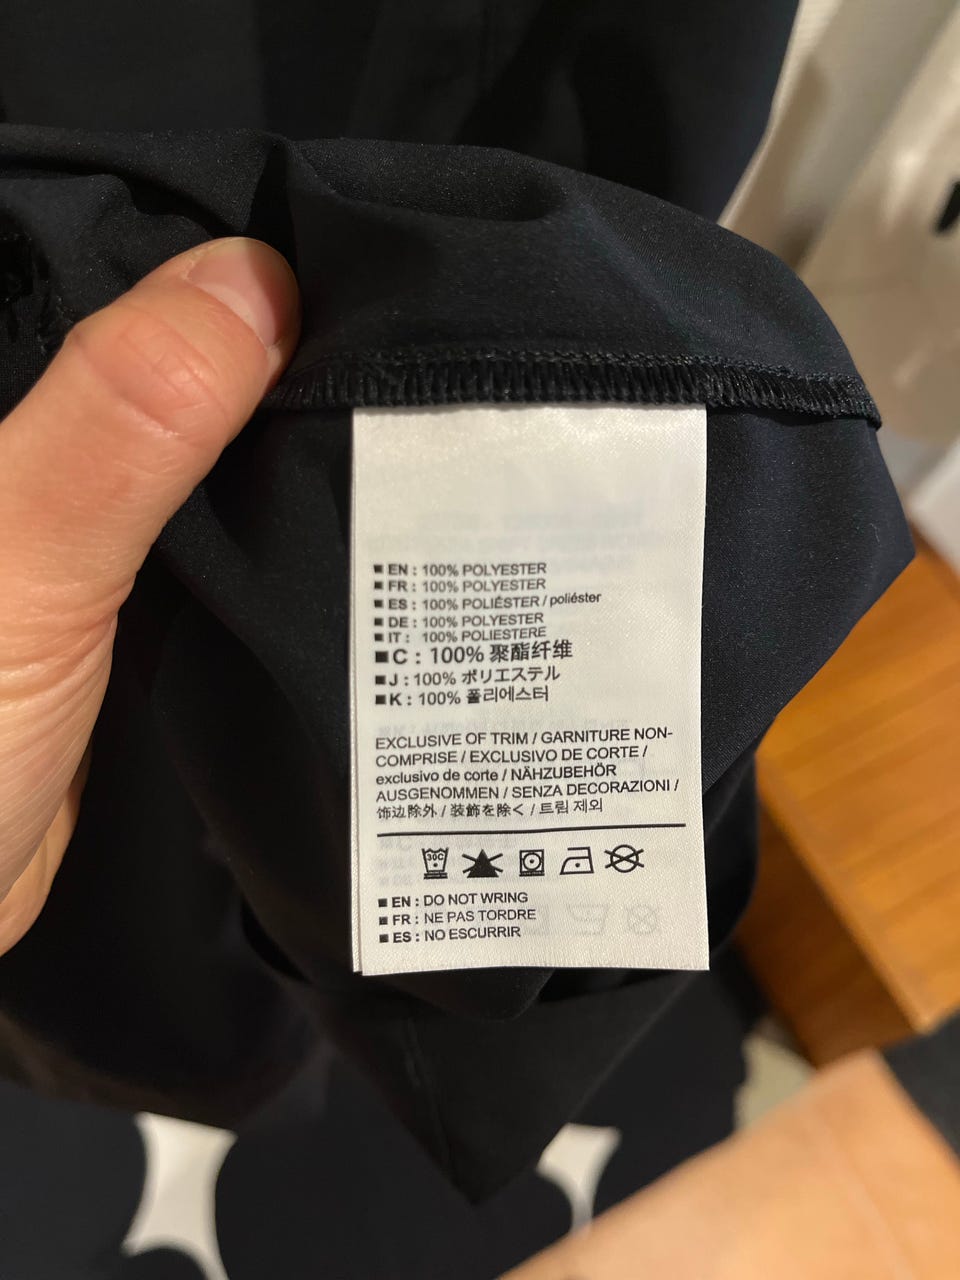 ■ EN : 100% POLYESTER
■ FR : 100% POLYESTER
■ ES : 100% POLIÉSTER / poliéster
■ DE : 100% POLYESTER
■ IT : 100% POLIESTERE
■ C : 100% 聚酯纤维
■ J : 100% ポリエステル
■ K : 100% 폴리에스터
EXCLUSIVE OF TRIM / GARNITURE NON-
COMPRISE / EXCLUSIVO DE CORTE /
exclusivo de corte / NÄHZUBEHÖR
AUSGENOMMEN / SENZA DECORAZIONI /
饰边除外 / 装飾を除く / 트림 제외
30C
■ EN : DO NOT WRING
■ FR : NE PAS TORDRE
■ ES : NO ESCURRIR